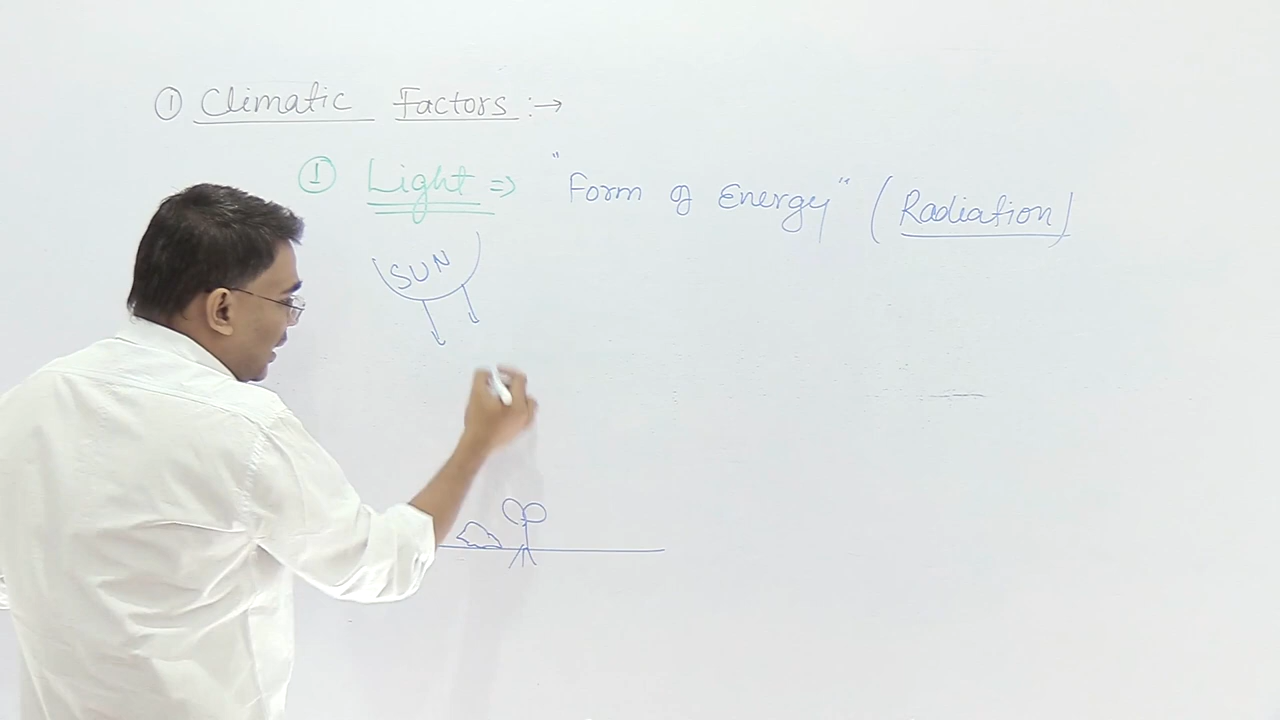 ① Climatic Factors :→
① Light ⇒ "Form of Energy" (Radiation)
SUN